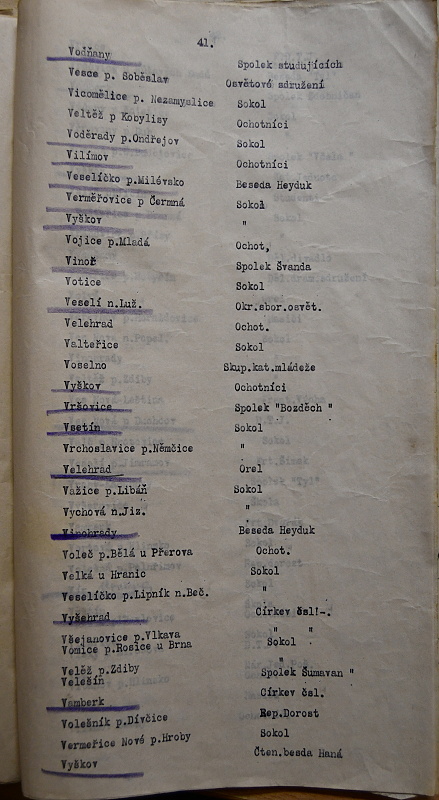 41.
Vodňany Spolek studujících
Vesce p. Soběslav Osvětové sdružení
Vicomělice p. Nezamyslice Sokol
Veltěž p Kobylisy Ochotníci
Voděrady p.Ondřejov Sokol
Vilímov Ochotníci
Veselíčko p.Milévsko Beseda Heyduk
Verměřovice p Čermná Sokol
Vyškov "
Vojice p.Mladá Ochot,
Vinoř Spolek Švanda
Votice Sokol
Veselí n.Luž. Okr.sbor.osvět.
Velehrad Ochot.
Valteřice Sokol
Voselno Skup.kat.mládeže
Vyškov Ochotníci
Vršovice Spolek "Bozděch "
Vsetín Sokol
Vrchoslavice p.Němčice "
Velehrad Orel
Važice p.Libáň Sokol
Vychová n.Jiz. "
Vinohrady Beseda Heyduk
Voleč p.Bělá u Přerova Ochot.
Velká u Hranic Sokol
Veselíčko p.Lipník n.Beč. "
Vyšehrad Církev čsl!-.
Všejanovice p.Vlkava " "
Vomice p.Rosice u Brna Sokol
Velěž p.Zdiby "
Velešín Spolek Šumavan "
Vamberk Církev čsl.
Volešník p.Dívčice Rep.Dorost
Vermeřice Nové p.Hroby Sokol
Vyškov Čten.besda Haná